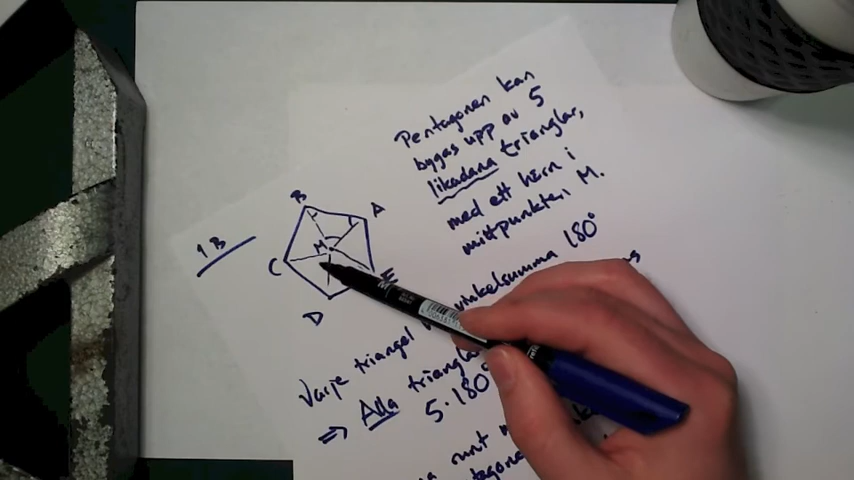 1B
B
A
M
C
E
D
Pentagonen kan
byggas upp av 5
likadana trianglar,
med ett hörn i
mittpunkten M.
Varje triangel vinkelsumma 180°
=> Alla trianglar
5·180°
runt